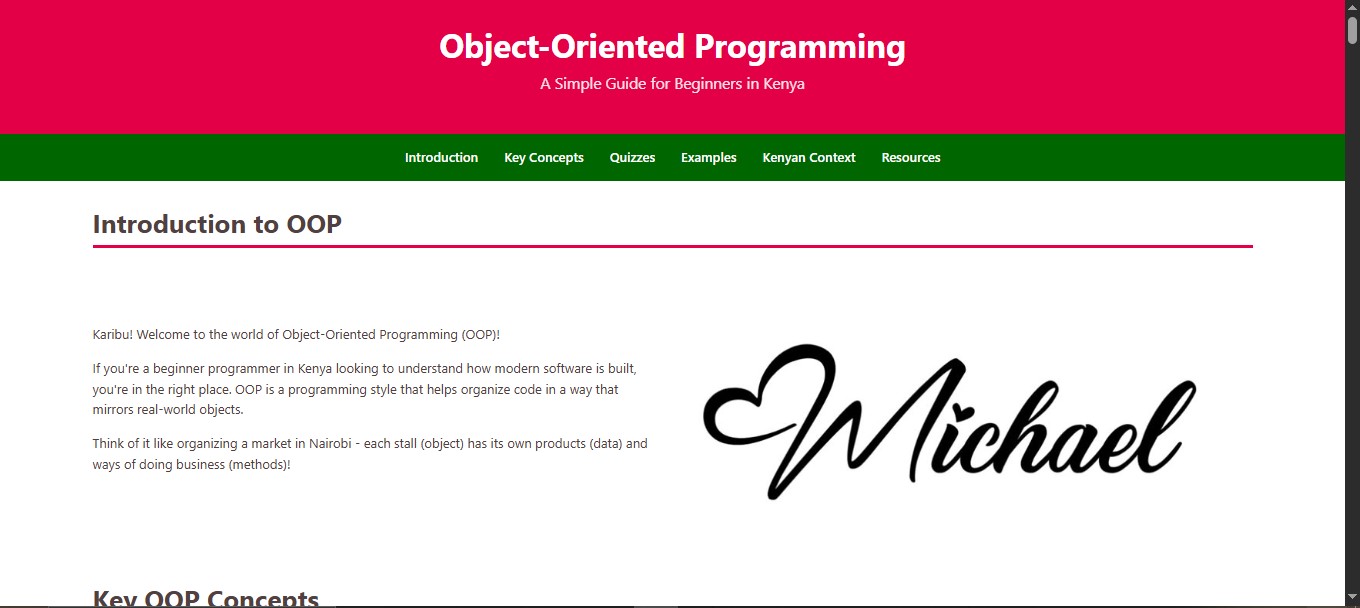 Object-Oriented Programming
A Simple Guide for Beginners in Kenya
Introduction Key Concepts Quizzes Examples Kenyan Context Resources
Introduction to OOP
Karibu! Welcome to the world of Object-Oriented Programming (OOP)!
If you're a beginner programmer in Kenya looking to understand how modern software is built,
you're in the right place. OOP is a programming style that helps organize code in a way that
mirrors real-world objects.
Think of it like organizing a market in Nairobi - each stall (object) has its own products (data) and
ways of doing business (methods)!
Michael
Key OOP Concepts